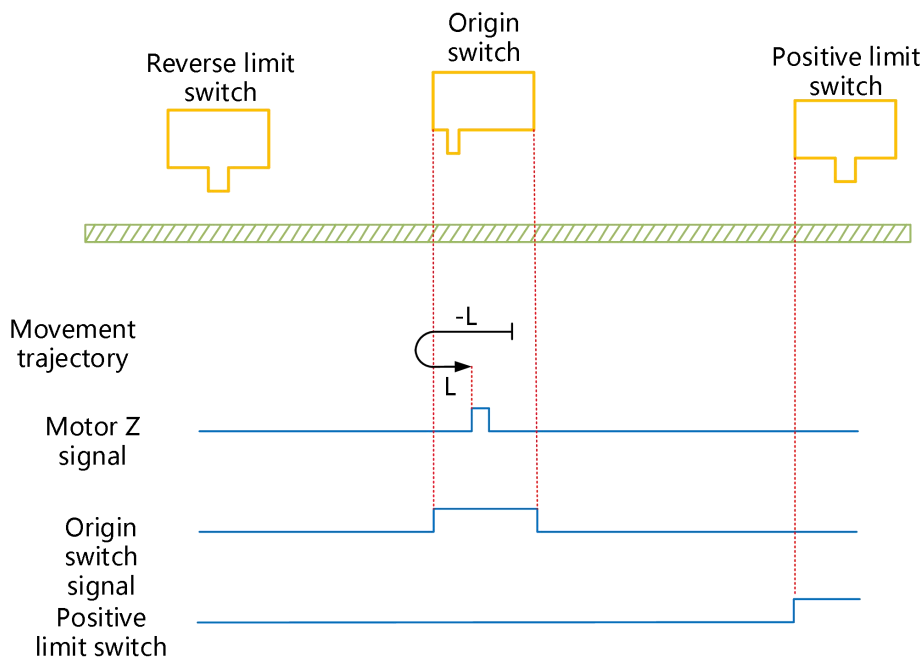 Origin
switch
Reverse limit
switch
Positive limit
switch
Movement
trajectory
-L
L
Motor Z
signal
Origin
switch
signal
Positive
limit switch